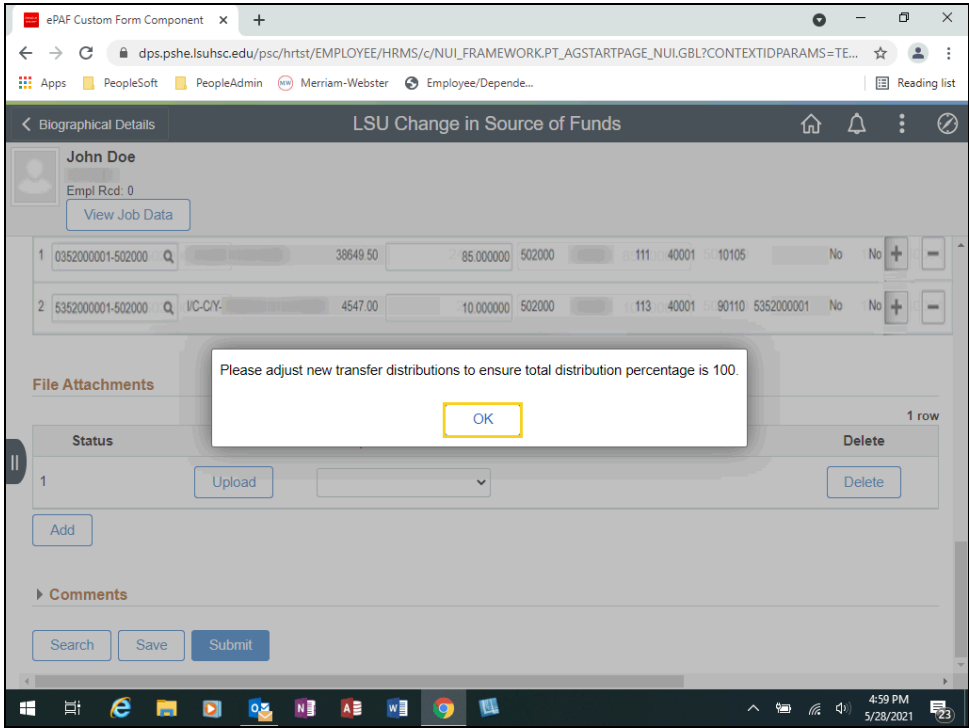 ePAF Custom Form Component
dps.pshe.lsuhsc.edu/psc/hrtst/EMPLOYEE/HRMS/c/NUI_FRAMEWORK.PT_AGSTARTPAGE_NUI.GBL?CONTEXTIDPARAMS=TE...
Apps PeopleSoft PeopleAdmin MW Merriam-Webster Employee/Depende... Reading list
Biographical Details LSU Change in Source of Funds
John Doe
Empl Rcd: 0
View Job Data
1 0352000001-502000 38649.50 85.000000 502000 111 40001 10105 No No
2 5352000001-502000 I/C-C/Y- 4547.00 10.000000 502000 113 40001 90110 5352000001 No No
Please adjust new transfer distributions to ensure total distribution percentage is 100.
OK
File Attachments
1 row
Status Delete
1 Upload Delete
Add
Comments
Search Save Submit
4:59 PM
5/28/2021
23